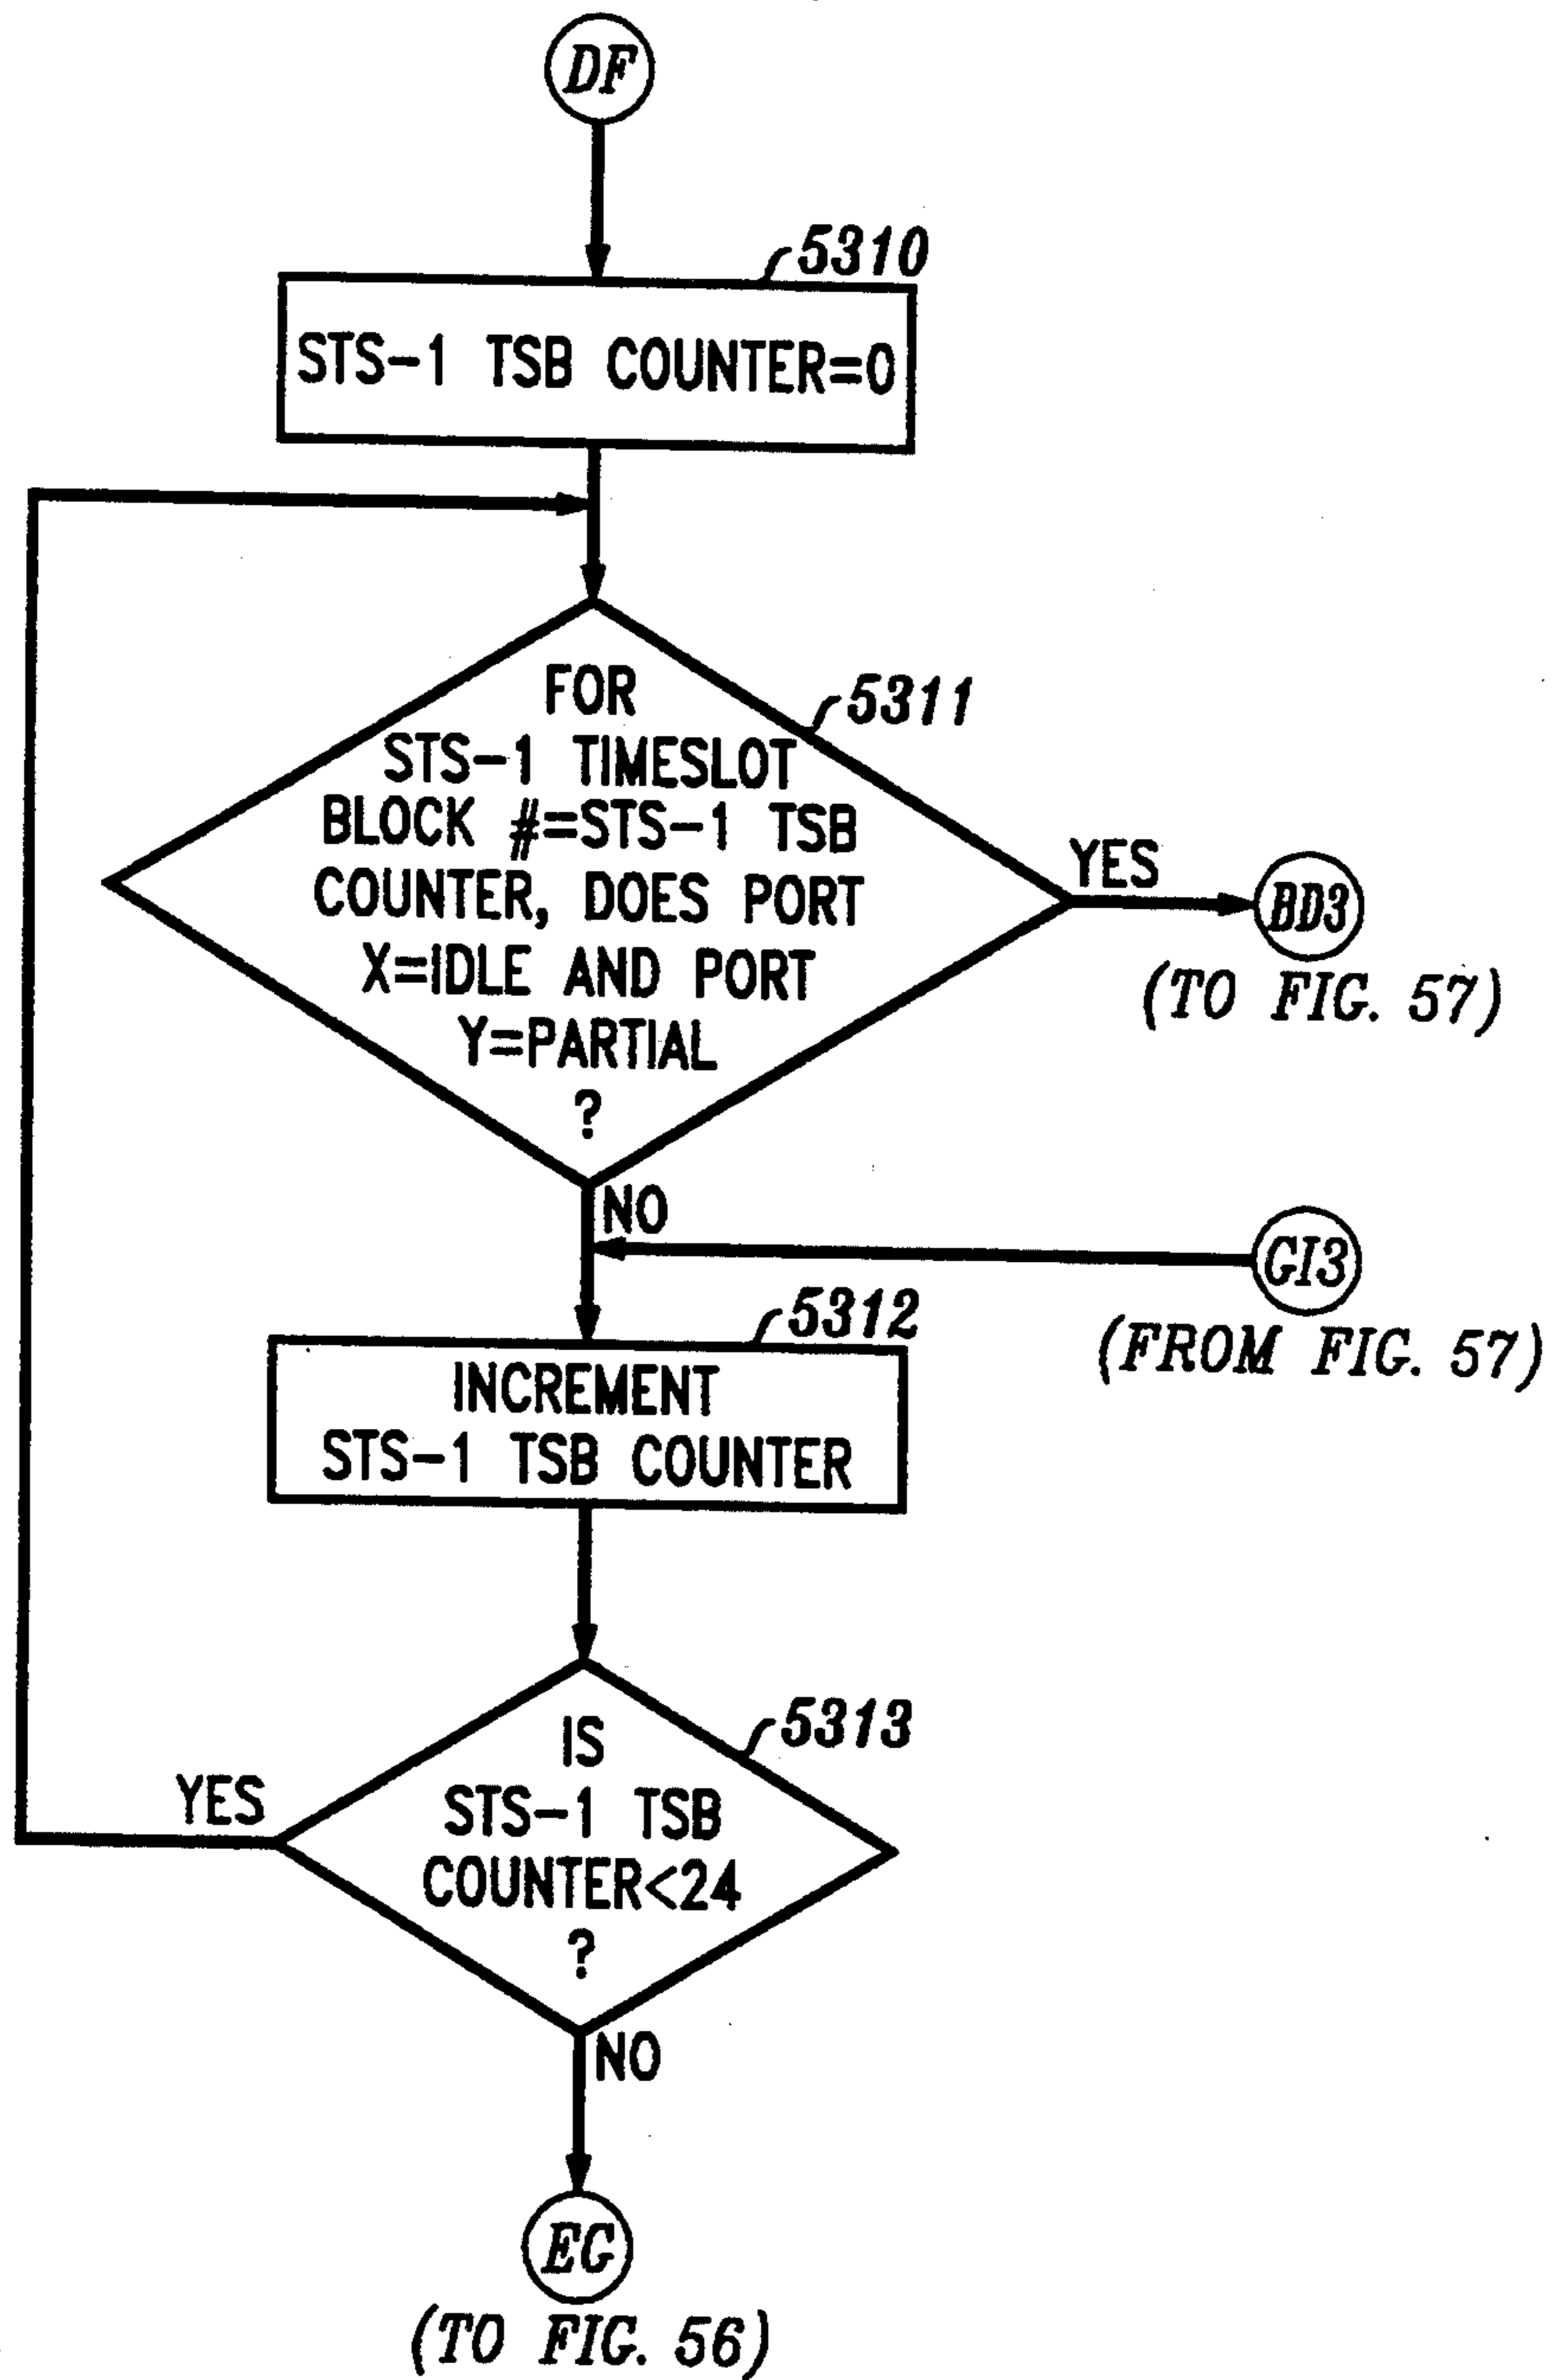 DF
5310
STS-1 TSB COUNTER=0
5311
FOR
STS-1 TIMESLOT
BLOCK #=STS-1 TSB
COUNTER, DOES PORT
X=IDLE AND PORT
Y=PARTIAL
?
YES
BD3
(TO FIG. 57)
NO
GI3
(FROM FIG. 57)
5312
INCREMENT
STS-1 TSB COUNTER
5313
IS
STS-1 TSB
COUNTER<24
?
YES
NO
EG
(TO FIG. 56)